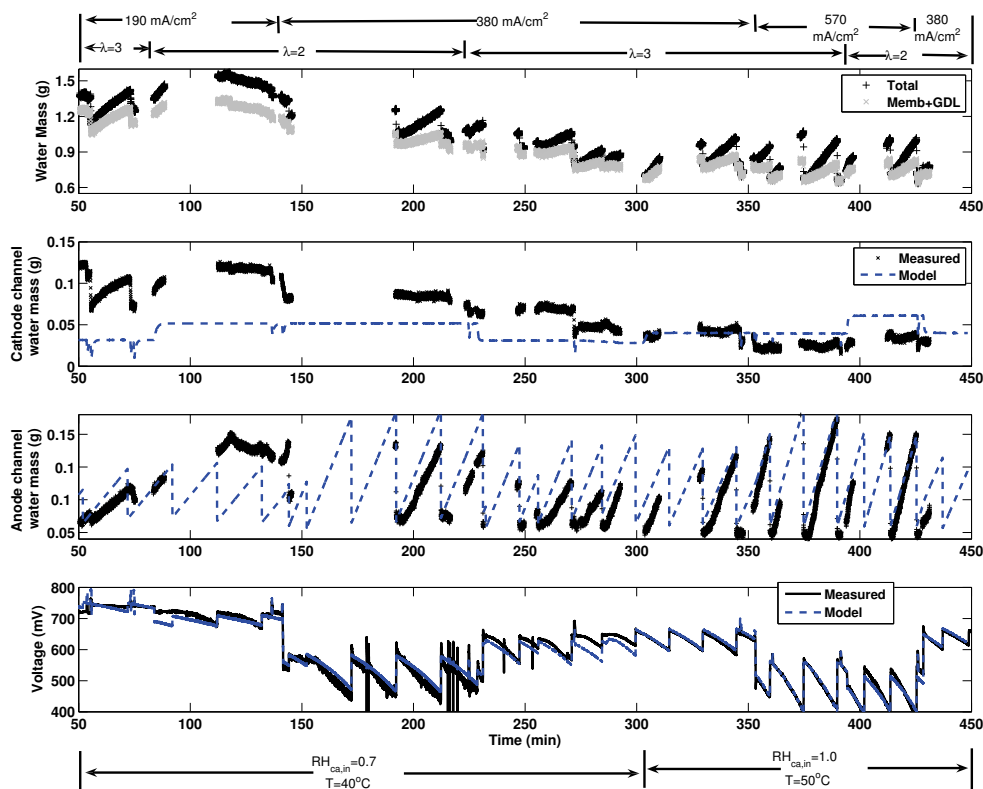 190 mA/cm²
380 mA/cm²
570
mA/cm²
380
mA/cm²
λ=3
λ=2
λ=3
λ=2
Water Mass (g)
1.5
1.2
0.9
0.6
Total
Memb+GDL
50 100 150 200 250 300 350 400 450
Cathode channel
water mass (g)
0.15
0.1
0.05
0
Measured
Model
50 100 150 200 250 300 350 400 450
Anode channel
water mass (g)
0.15
0.1
0.1
0.05
50 100 150 200 250 300 350 400 450
Voltage (mV)
800
700
600
500
400
Measured
Model
50 100 150 200 250 300 350 400 450
Time (min)
RHca,in=0.7
T=40°C
RHca,in=1.0
T=50°C